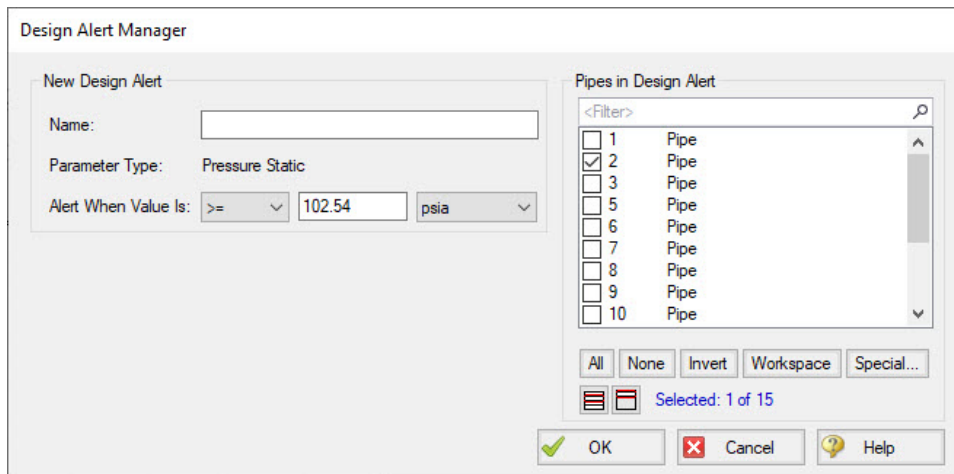 Design Alert Manager
New Design Alert
Name:
Parameter Type: Pressure Static
Alert When Value Is: >= 102.54 psia
Pipes in Design Alert
<Filter>
1 Pipe
2 Pipe
3 Pipe
5 Pipe
6 Pipe
7 Pipe
8 Pipe
9 Pipe
10 Pipe
All None Invert Workspace Special...
Selected: 1 of 15
OK Cancel Help